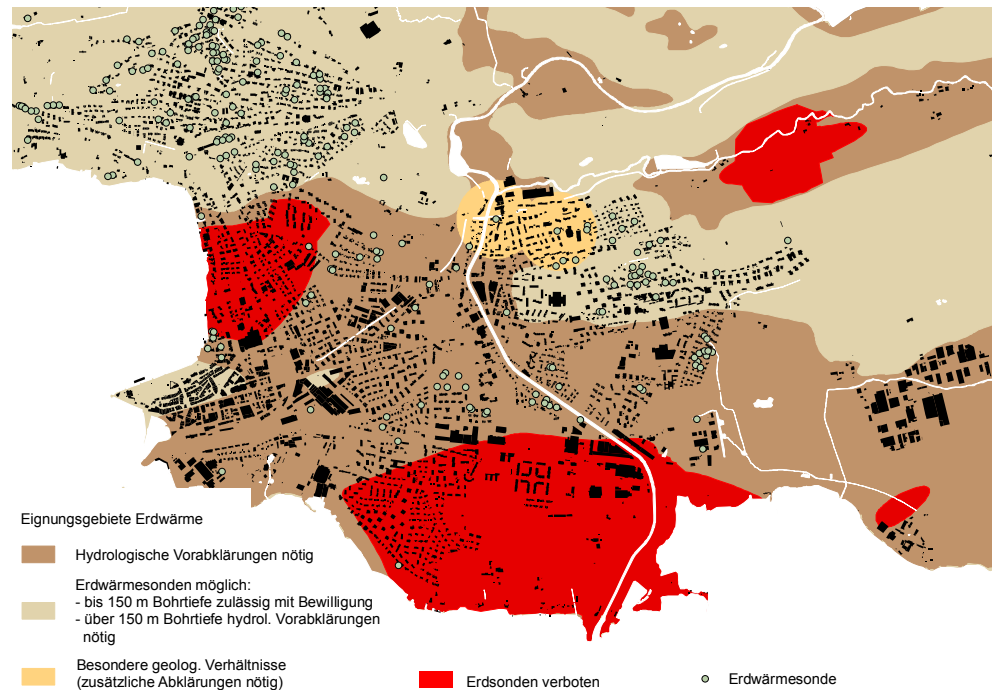 Eignungsgebiete Erdwärme
Hydrologische Vorabklärungen nötig
Erdwärmesonden möglich:
- bis 150 m Bohrtiefe zulässig mit Bewilligung
- über 150 m Bohrtiefe hydrol. Vorabklärungen
nötig
Besondere geolog. Verhältnisse
(zusätzliche Abklärungen nötig)
Erdsonden verboten
Erdwärmesonde